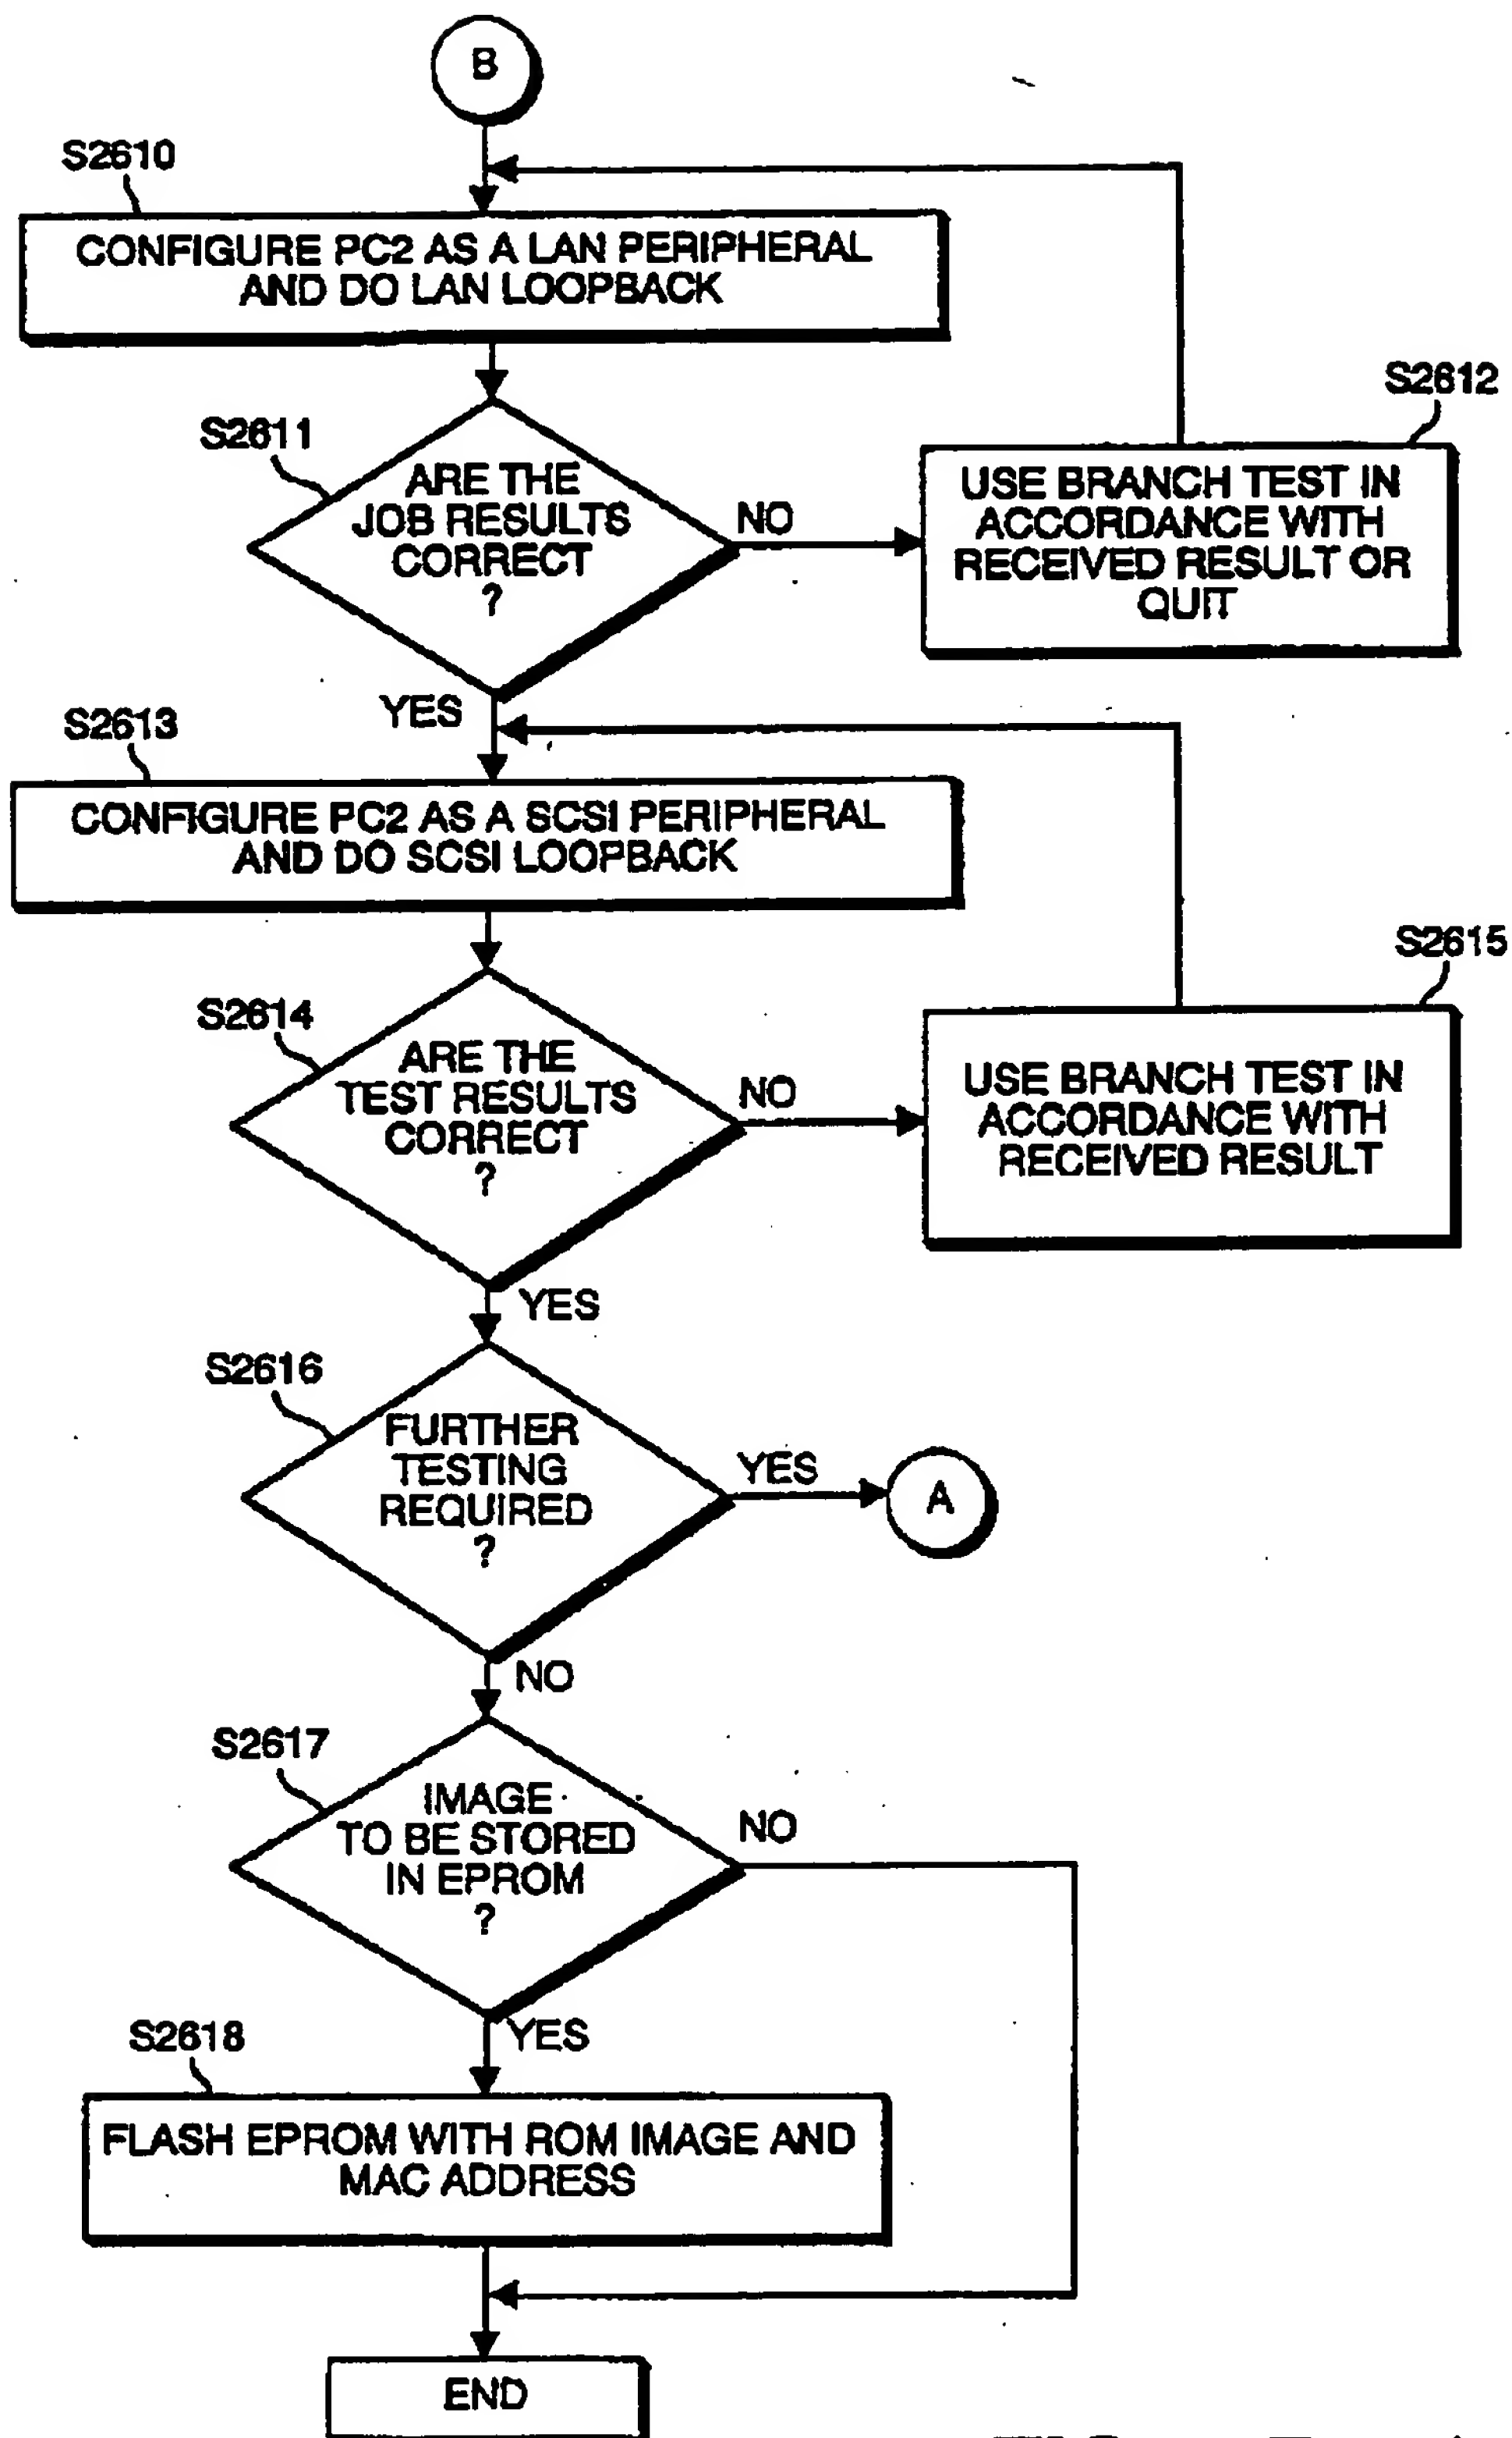 B
S2610
CONFIGURE PC2 AS A LAN PERIPHERAL
AND DO LAN LOOPBACK
S2611
ARE THE
JOB RESULTS
CORRECT
?
NO
S2612
USE BRANCH TEST IN
ACCORDANCE WITH
RECEIVED RESULT OR
QUIT
YES
S2613
CONFIGURE PC2 AS A SCSI PERIPHERAL
AND DO SCSI LOOPBACK
S2614
ARE THE
TEST RESULTS
CORRECT
?
NO
S2615
USE BRANCH TEST IN
ACCORDANCE WITH
RECEIVED RESULT
YES
S2616
FURTHER
TESTING
REQUIRED
?
YES
A
NO
S2617
IMAGE
TO BE STORED
IN EPROM
?
NO
YES
S2618
FLASH EPROM WITH ROM IMAGE AND
MAC ADDRESS
END